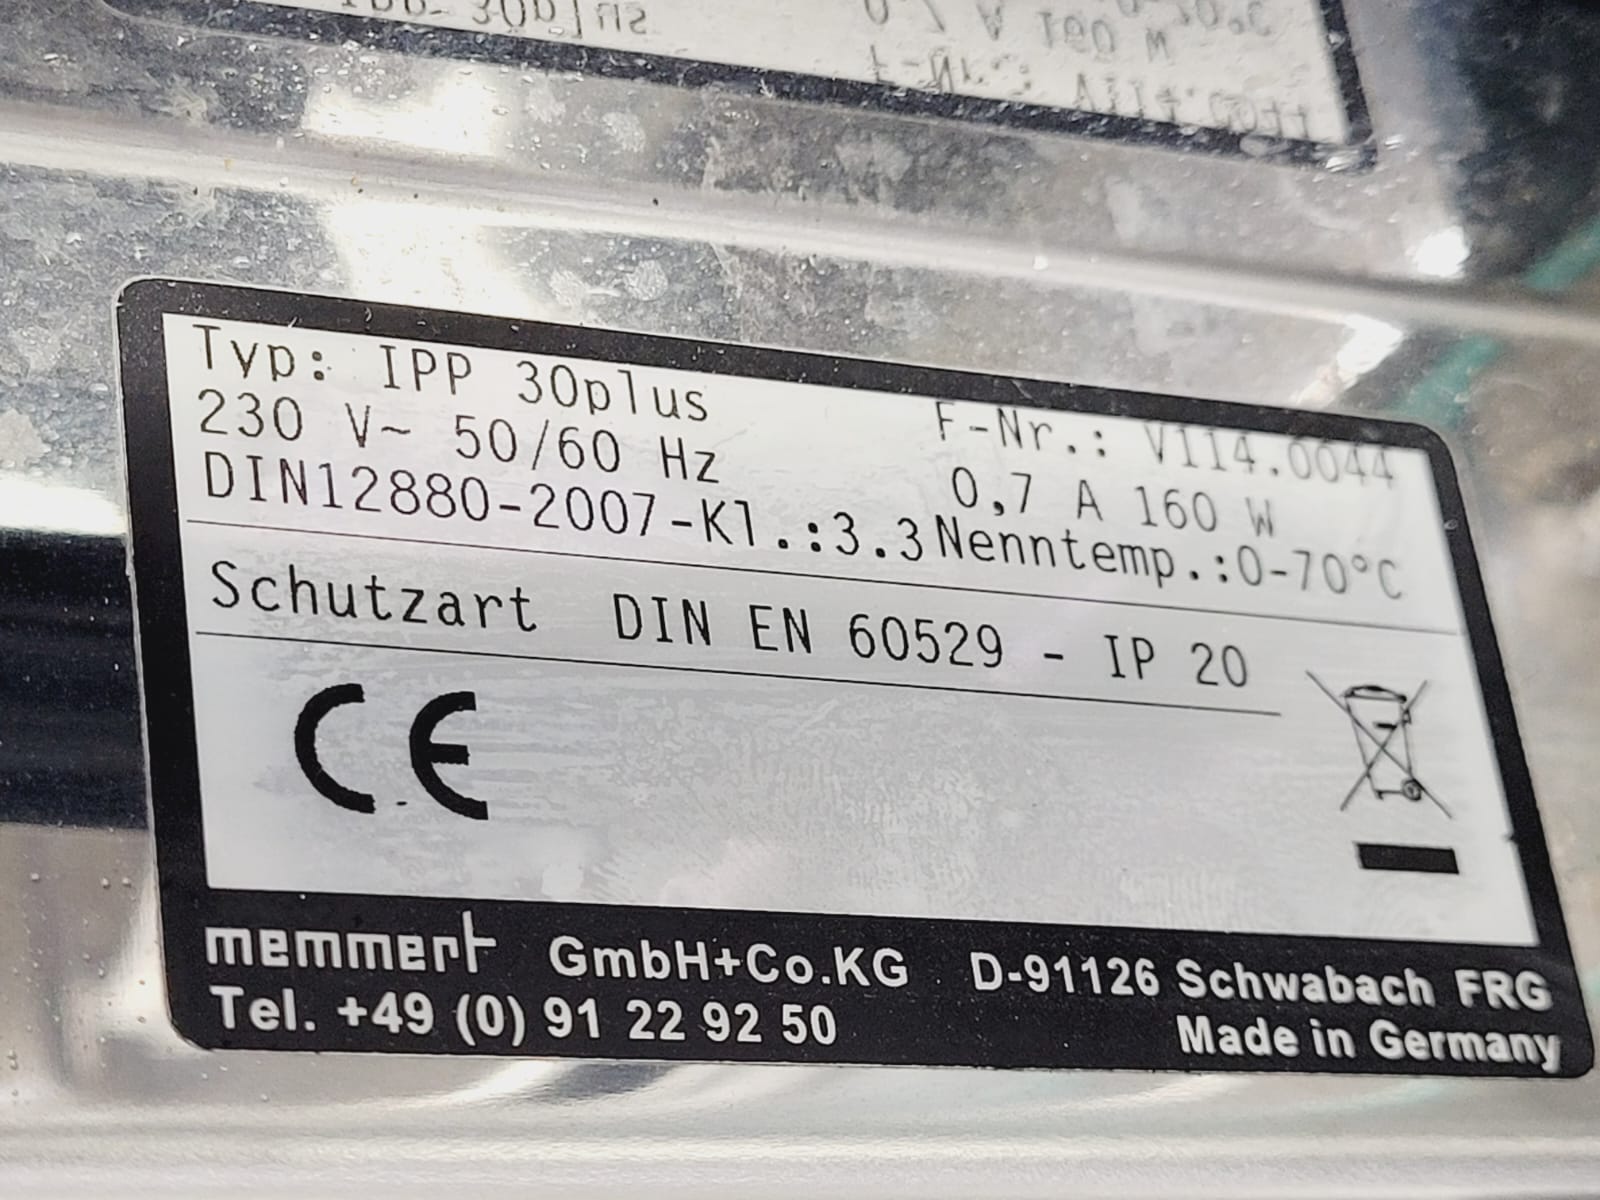 Typ: IPP 30plus F-Nr.: V114.0044
230 V~ 50/60 Hz 0,7 A 160 W
DIN12880-2007-Kl.:3.3 Nenntemp.:0-70°C
Schutzart DIN EN 60529 - IP 20
CE
memmert GmbH+Co.KG D-91126 Schwabach FRG
Tel. +49 (0) 91 22 92 50 Made in Germany